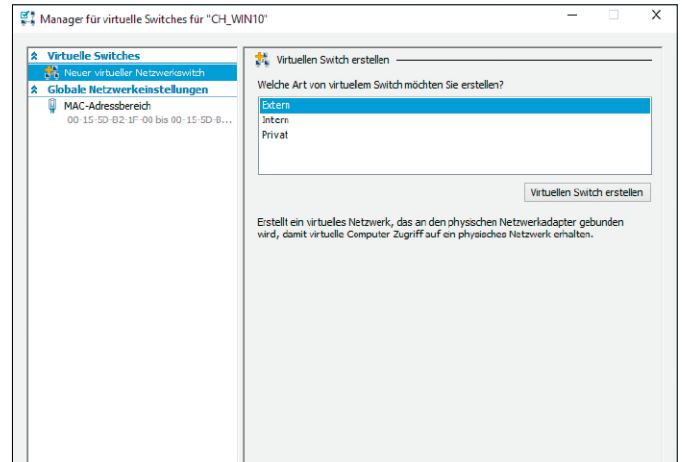 Manager für virtuelle Switches für "CH_WIN10"
Virtuelle Switches
Neuer virtueller Netzwerkswitch
Globale Netzwerkeinstellungen
MAC-Adressbereich
00-15-5D-B2-1F-00 bis 00-15-5D-B...
Virtuellen Switch erstellen
Welche Art von virtuellem Switch möchten Sie erstellen?
Extern
Intern
Privat
Virtuellen Switch erstellen
Erstellt ein virtuelles Netzwerk, das an den physischen Netzwerkadapter gebunden
wird, damit virtuelle Computer Zugriff auf ein physisches Netzwerk erhalten.